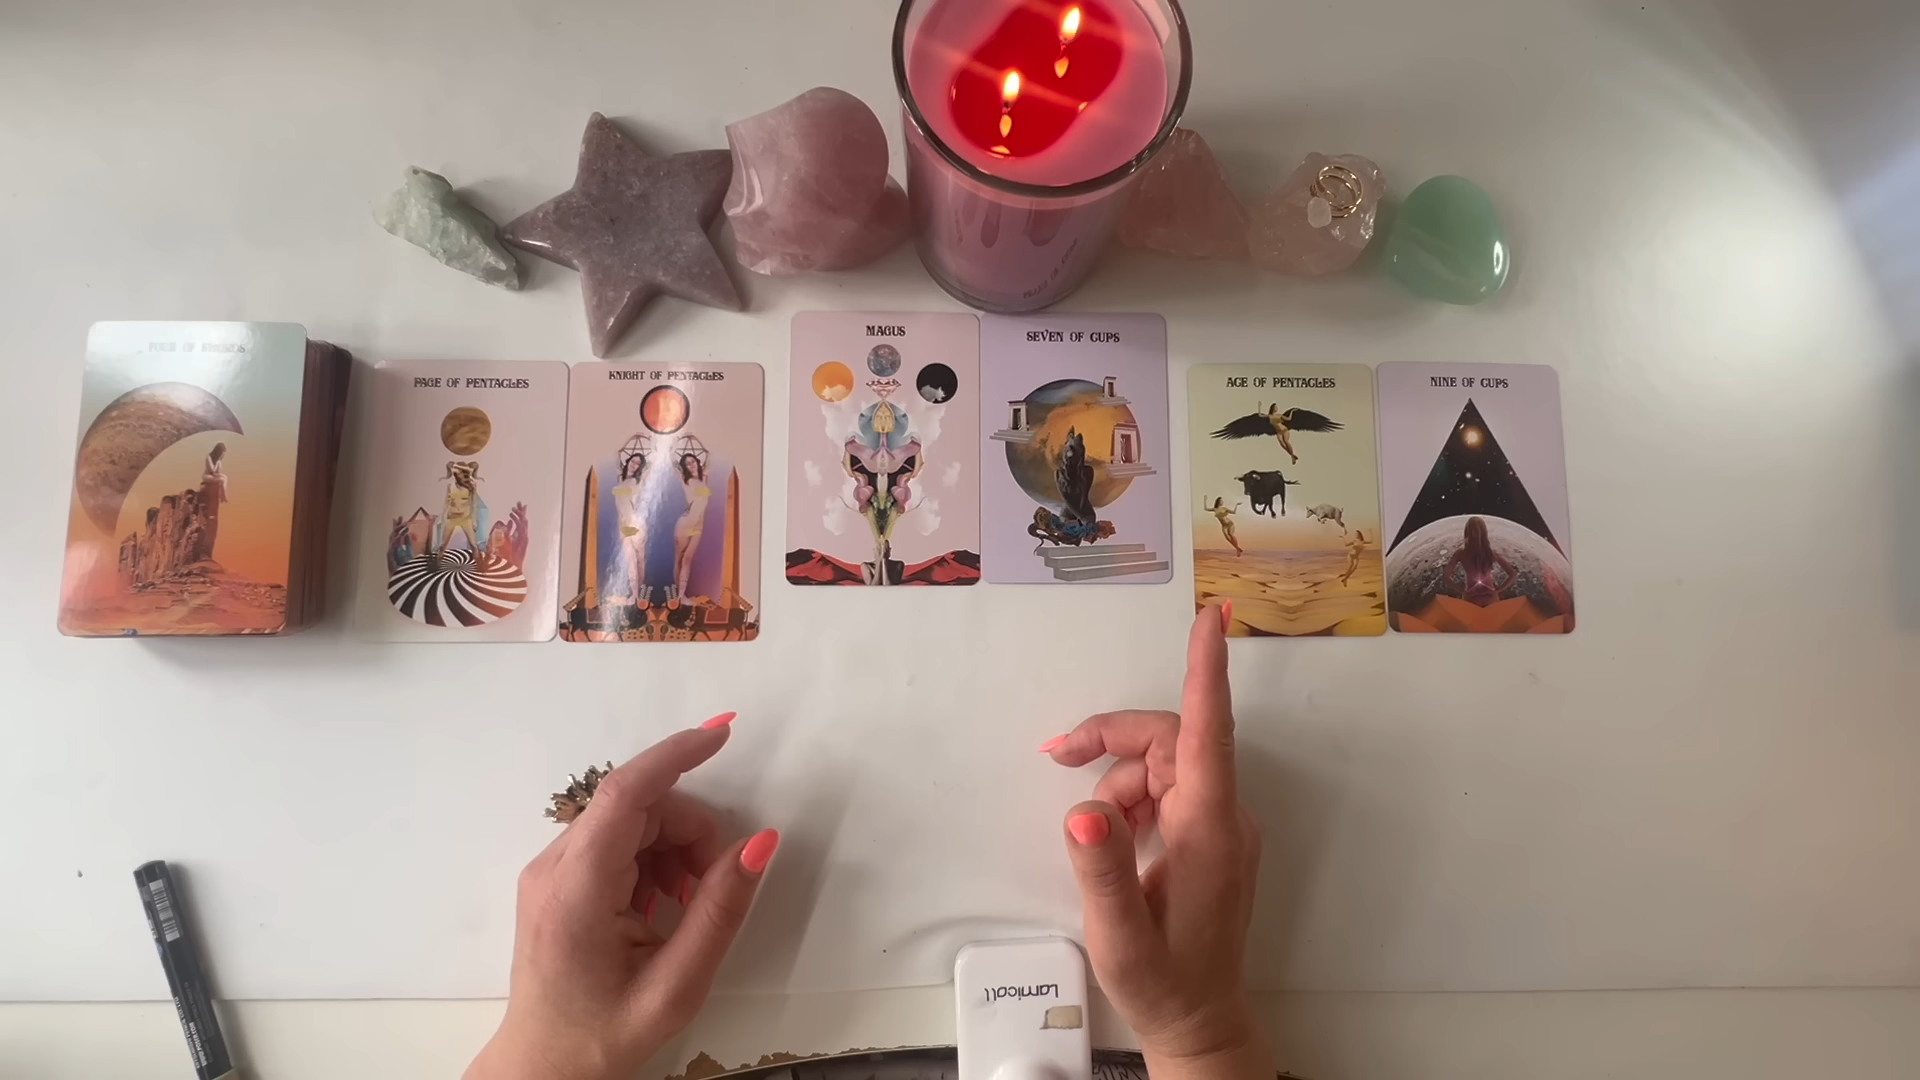 PAGE OF PENTACLES
KNIGHT OF PENTACLES
MAGUS
SEVEN OF CUPS
ACE OF PENTACLES
NINE OF CUPS
Lamicall